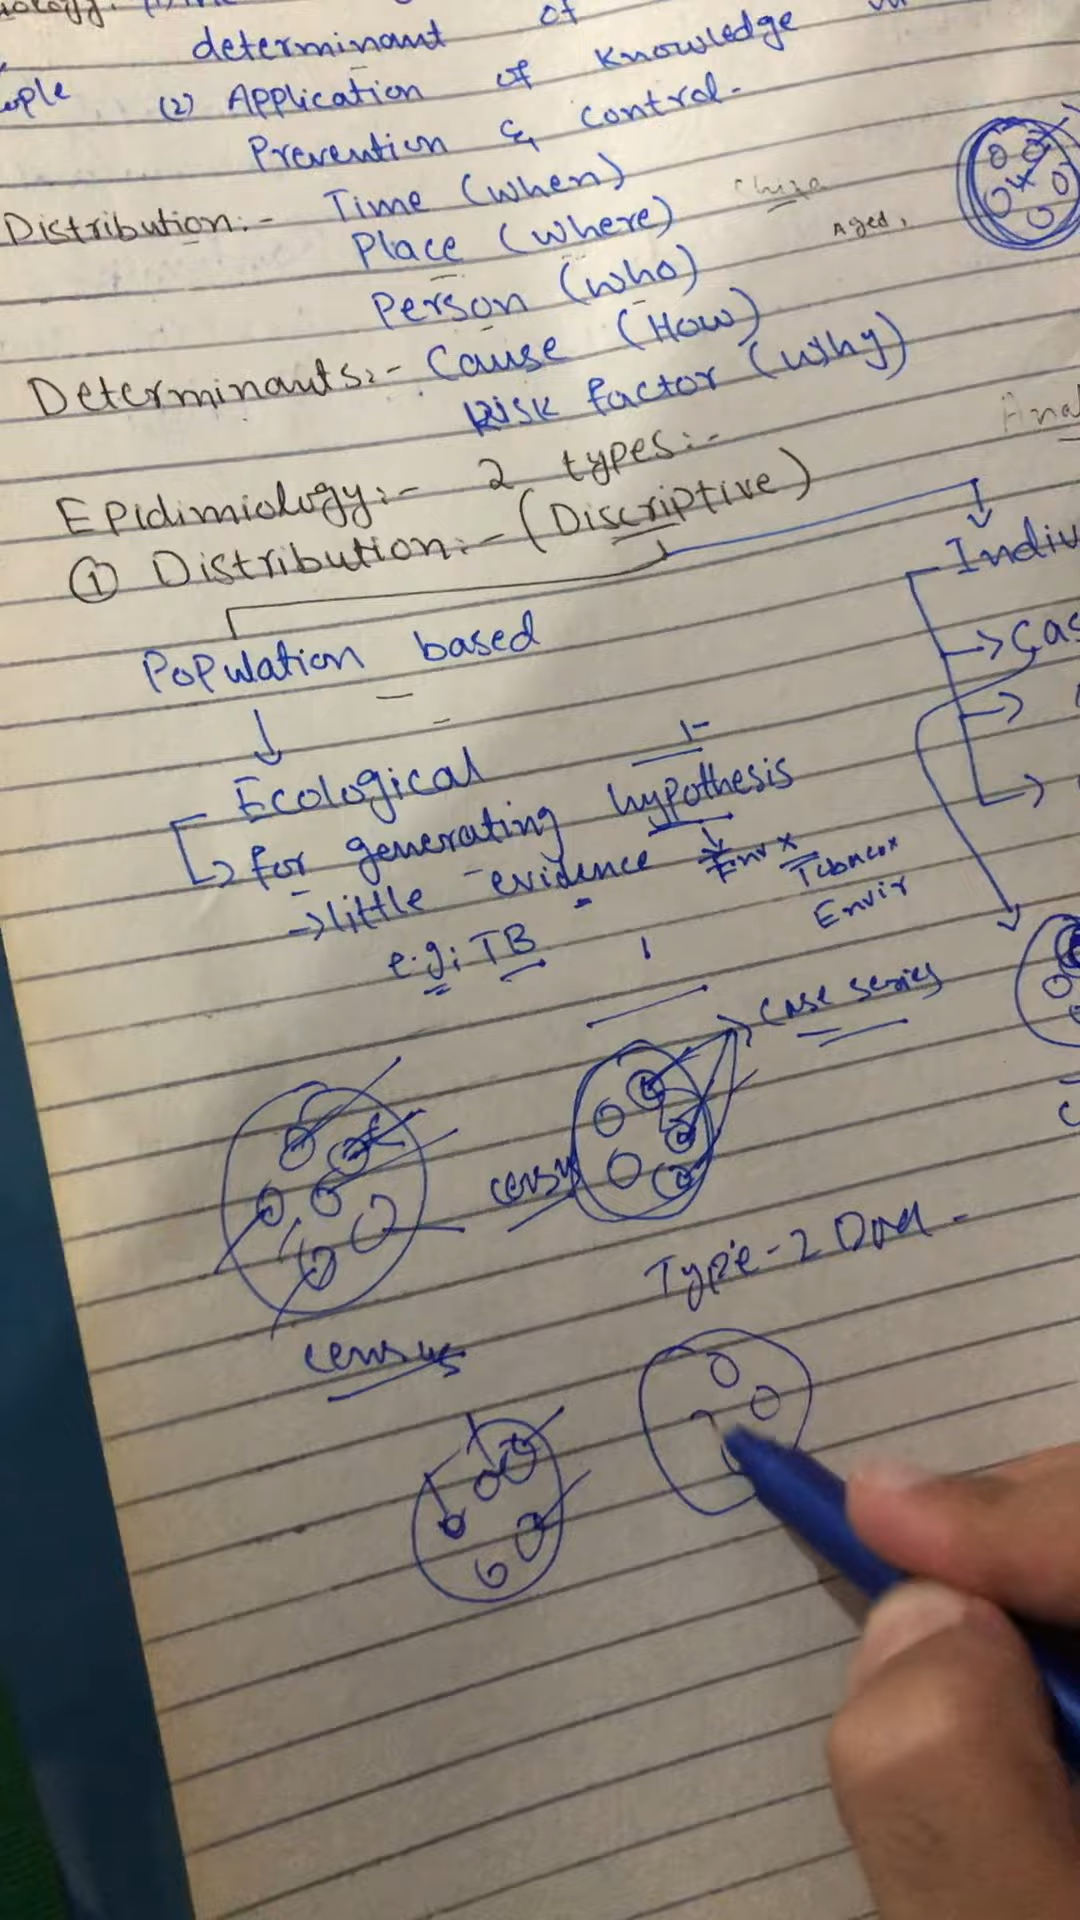 determinant of
(2) Application of knowledge
Prevention & control.
Distribution:- Time (when)
Place (where)
China
Aged,
Person (who)
Determinants:- Cause (How)
Risk factor (why)
Epidimiology:- 2 types:-
① Distribution:- (Discriptive)
Indiv
Population based
Cas
Ecological
for generating hypothesis
→ little evidence
Envir
e.g; TB
case series
census
Type-2 DM -